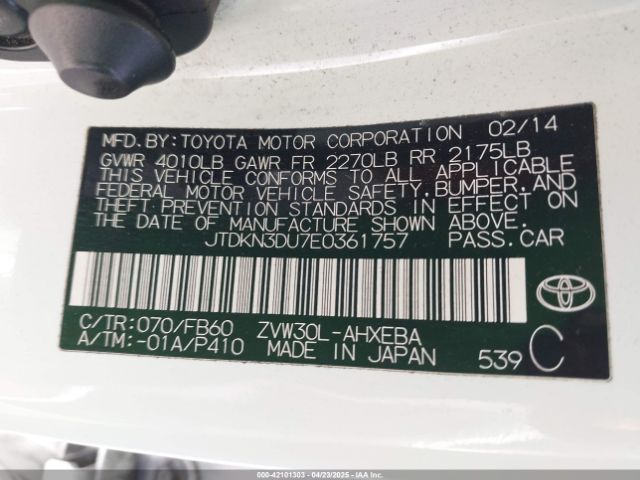 MFD.BY:TOYOTA MOTOR CORPORATION 02/14
GVWR 4010LB GAWR FR 2270LB RR 2175LB
THIS VEHICLE CONFORMS TO ALL APPLICABLE
FEDERAL MOTOR VEHICLE SAFETY,BUMPER,AND
THEFT PREVENTION STANDARDS IN EFFECT ON
THE DATE OF MANUFACTURE SHOWN ABOVE.
JTDKN3DU7E0361757 PASS.CAR
C/TR:070/FB60 ZVW30L-AHXEBA
A/TM:-01A/P410 MADE IN JAPAN 539 C
000-42101303 - 04/23/2025 - IAAI.COM